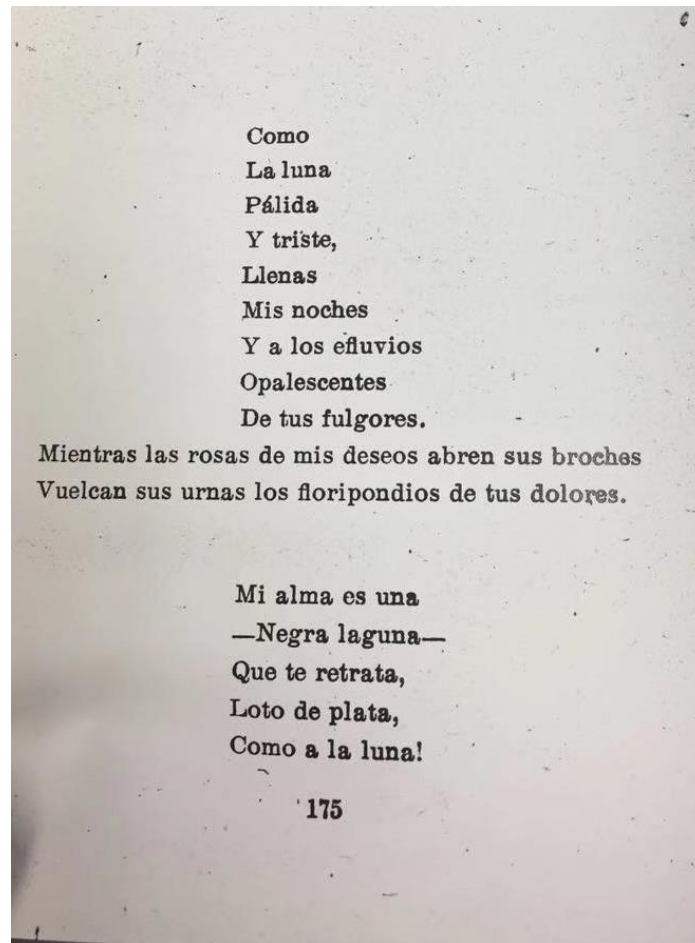 Como
La luna
Pálida
Y triste,
Llenas
Mis noches
Y a los efluvios
Opalescentes
De tus fulgores.
Mientras las rosas de mis deseos abren sus broches
Vuelcan sus urnas los floripondios de tus dolores.
Mi alma es una
—Negra laguna—
Que te retrata,
Loto de plata,
Como a la luna!
175